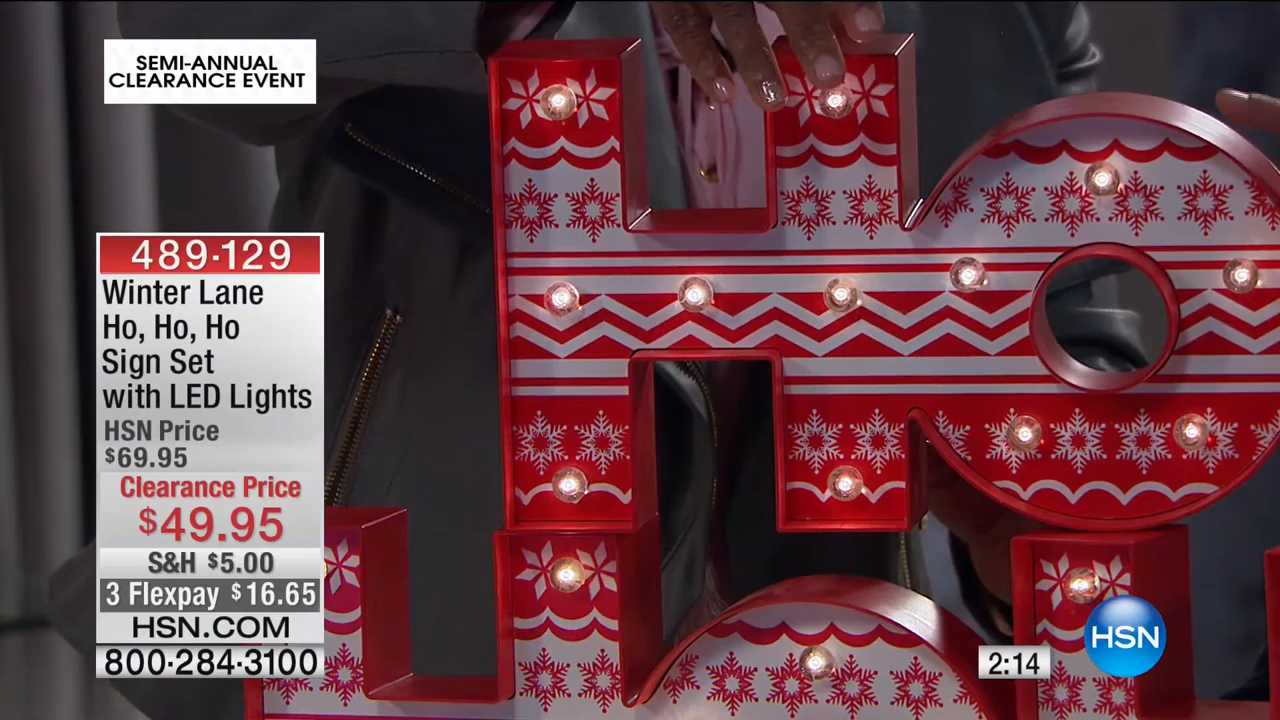 SEMI-ANNUAL
CLEARANCE EVENT
489·129
Winter Lane
Ho, Ho, Ho
Sign Set
with LED Lights
HSN Price
$69.95
Clearance Price
$49.95
S&H $5.00
3 Flexpay $16.65
HSN.COM
800·284·3100
HO
HSN
2:14